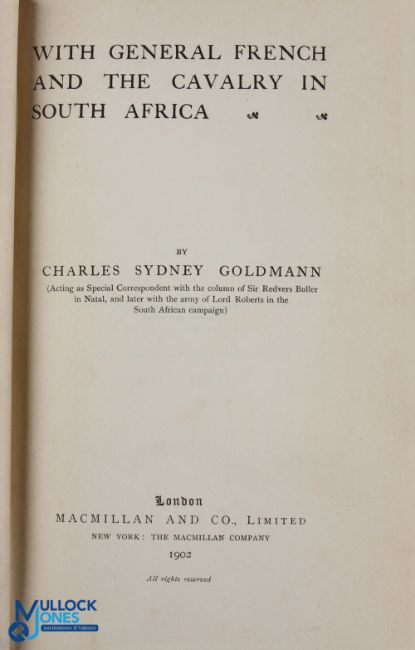 WITH GENERAL FRENCH
AND THE CAVALRY IN
SOUTH AFRICA
BY
CHARLES SYDNEY GOLDMANN
(Acting as Special Correspondent with the column of Sir Redvers Buller
in Natal, and later with the army of Lord Roberts in the
South African campaign)
London
MACMILLAN AND CO., LIMITED
NEW YORK: THE MACMILLAN COMPANY
1902
All rights reserved
MULLOCK
JONES
Auctioneers & Valuers